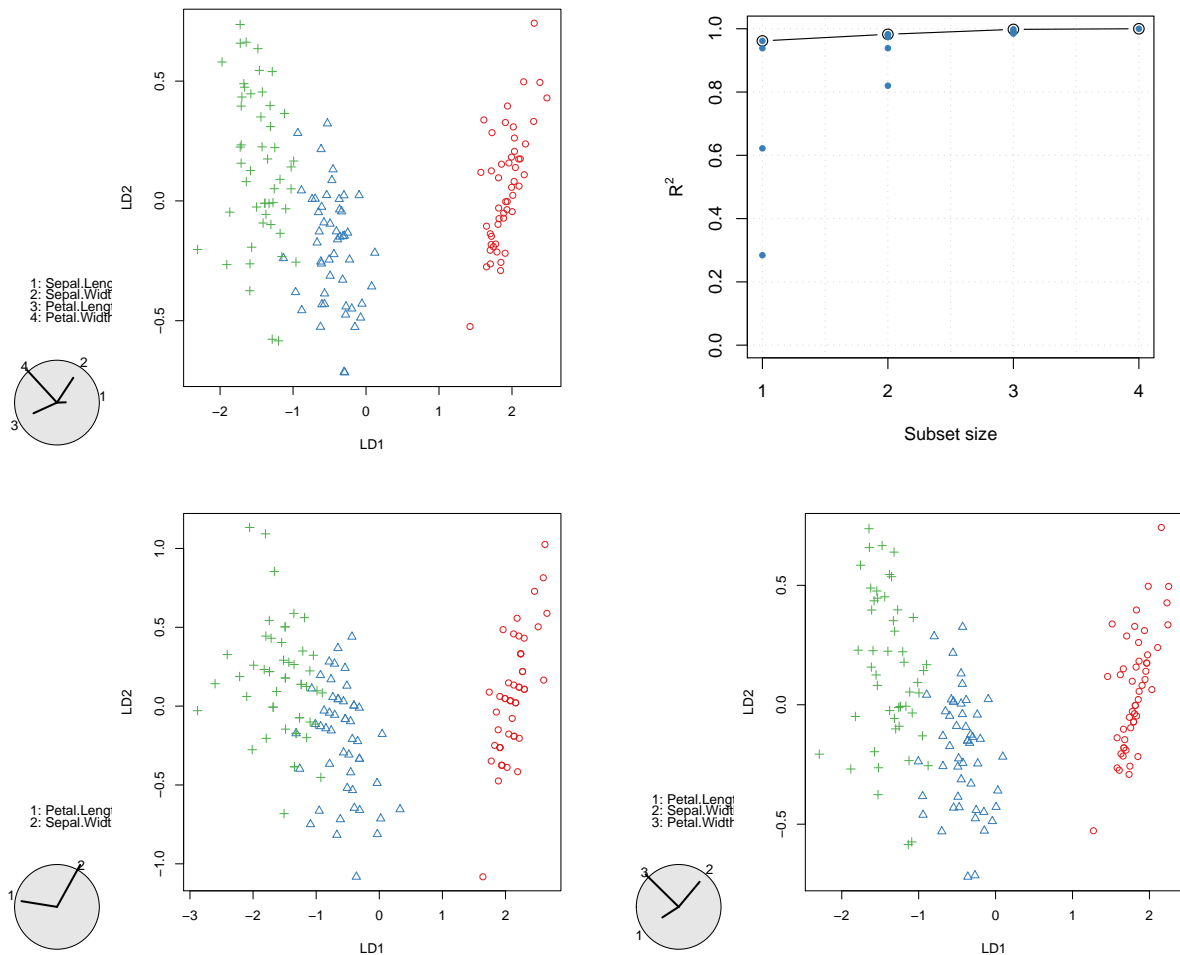 0.5
0.0
−0.5
LD2
−2 −1 0 1 2
LD1
1: Sepal.Leng
2: Sepal.Widt
3: Petal.Leng
4: Petal.Width
1
2
3
4
1.0
0.8
0.6
0.4
0.2
0.0
R²
1 2 3 4
Subset size
1.0
0.5
0.0
−0.5
−1.0
LD2
−3 −2 −1 0 1 2
LD1
1: Petal.Leng
2: Sepal.Widt
1
2
0.5
0.0
−0.5
LD2
−2 −1 0 1 2
LD1
1: Petal.Leng
2: Sepal.Widt
3: Petal.Width
1
2
3